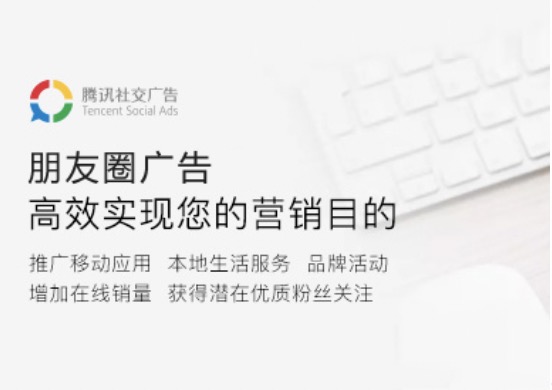 腾讯社交广告
Tencent Social Ads
朋友圈广告
高效实现您的营销目的
推广移动应用 本地生活服务 品牌活动
增加在线销量 获得潜在优质粉丝关注